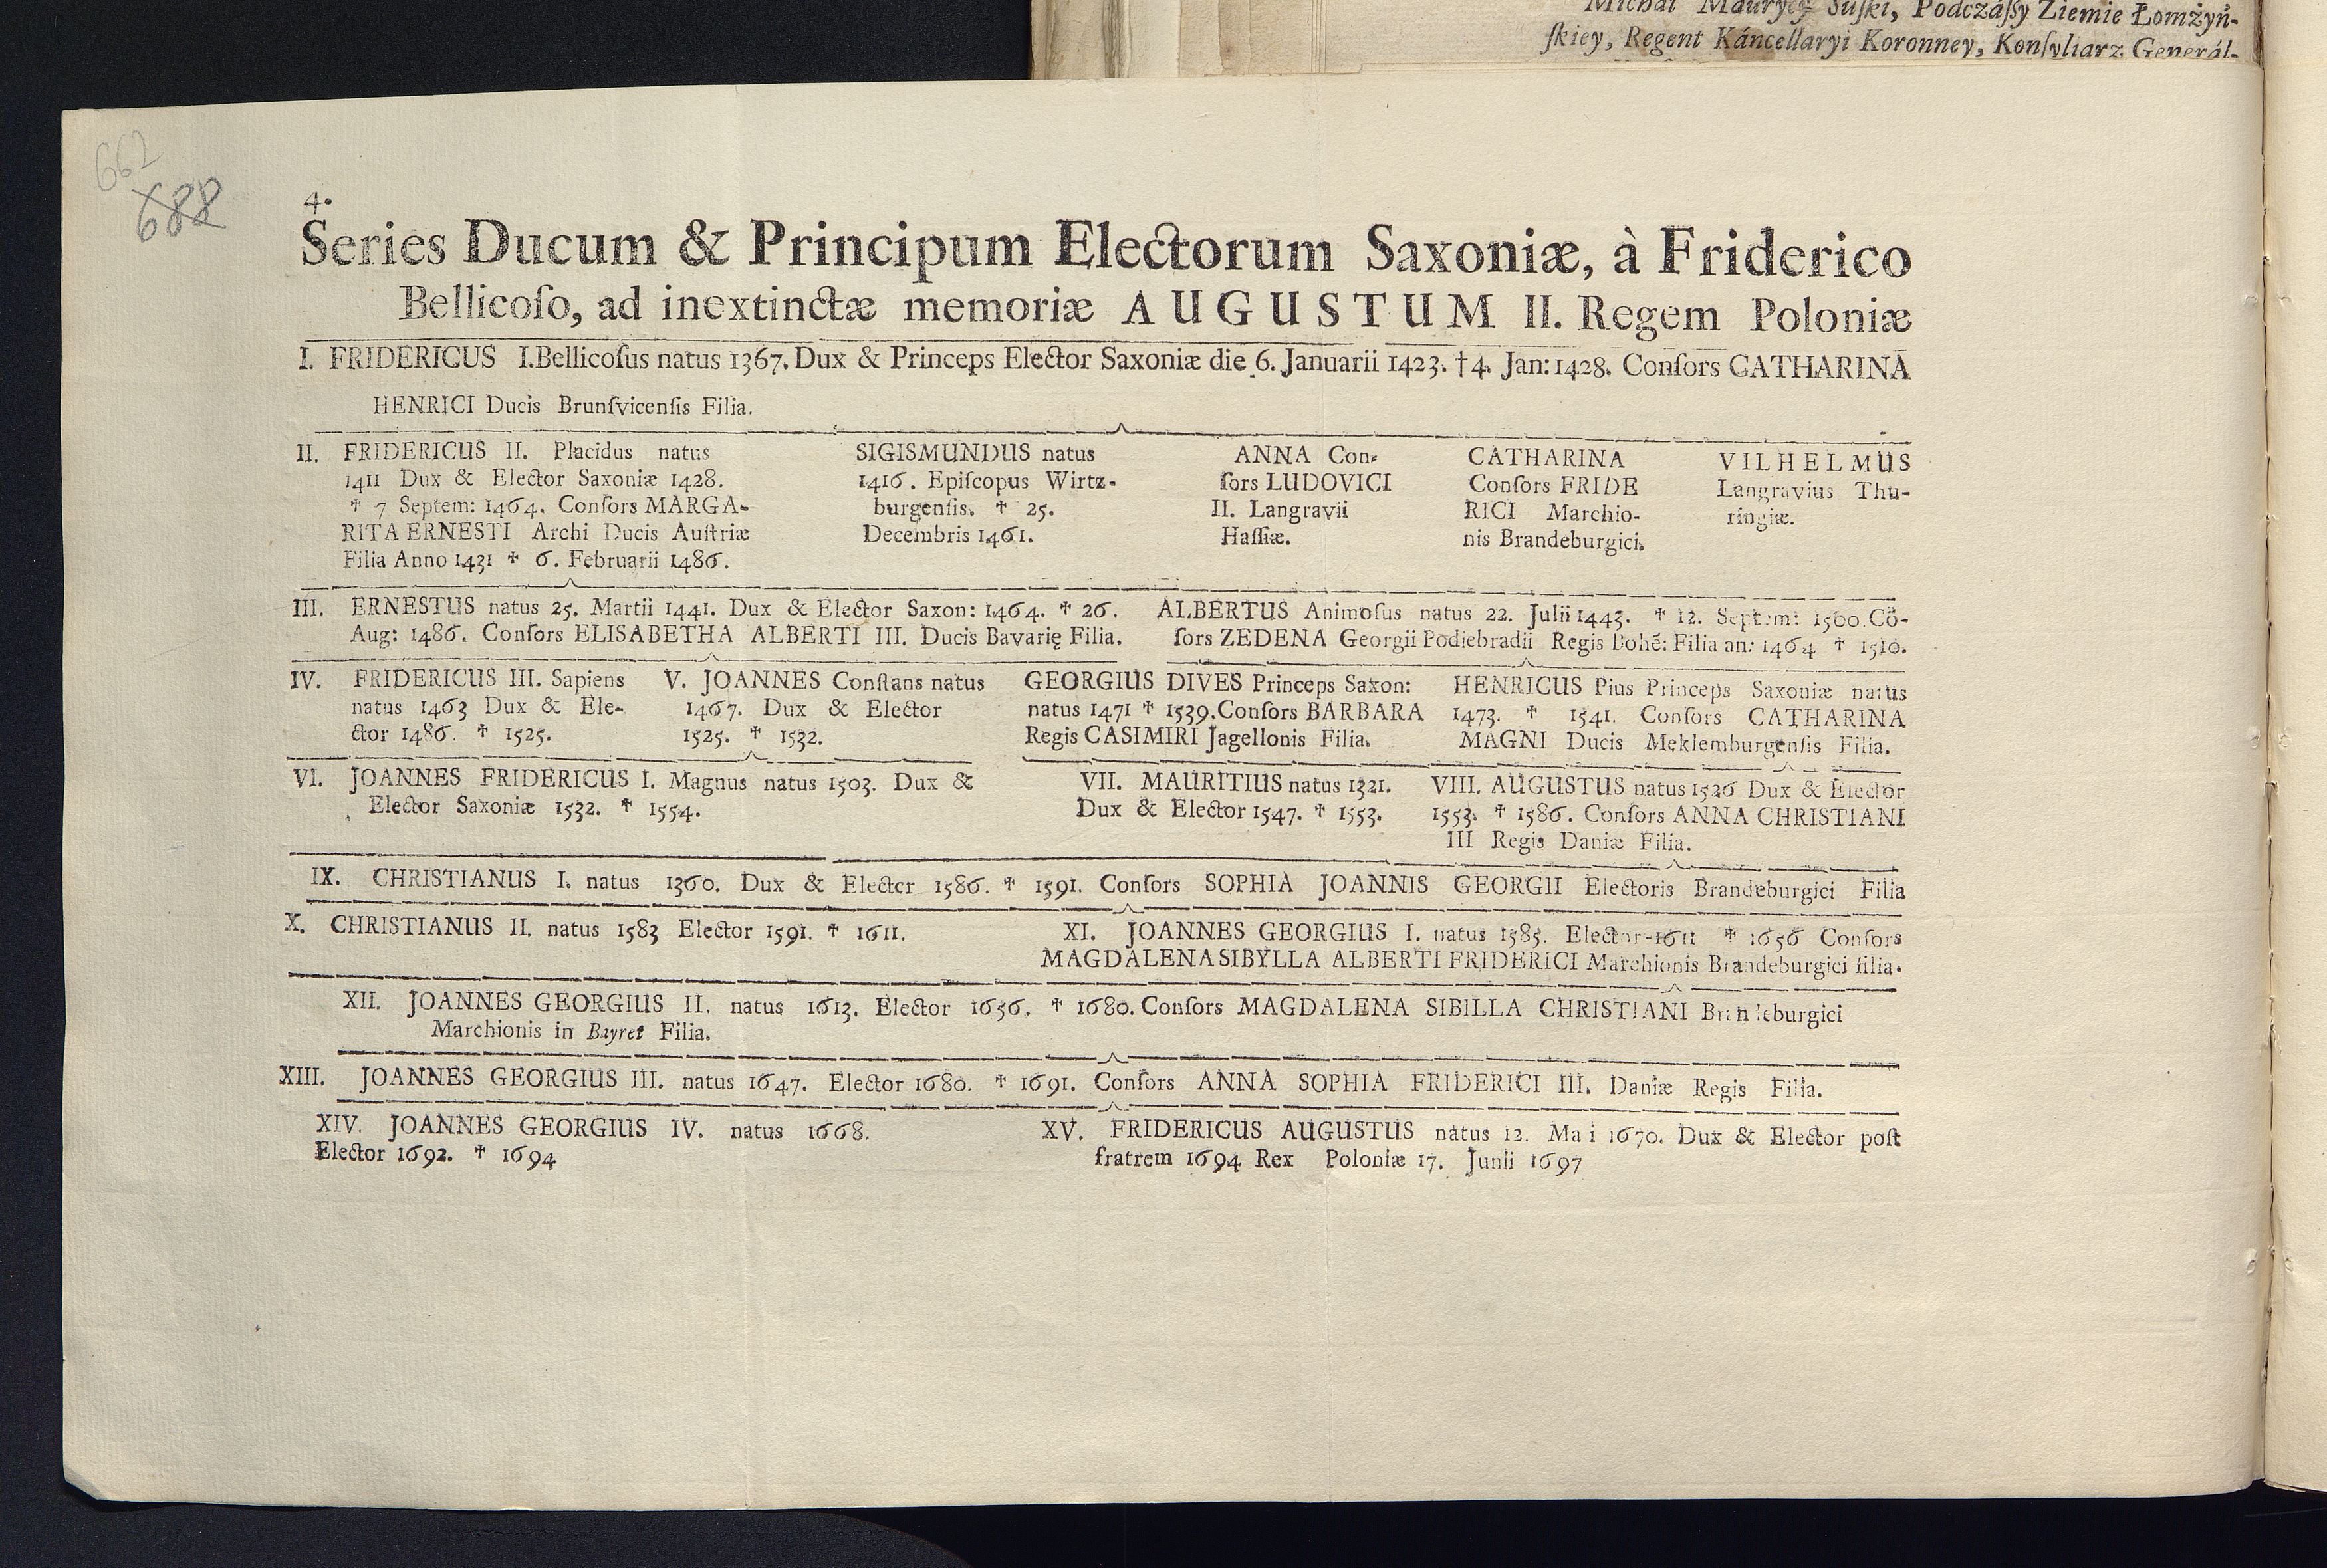 Michał Maurycy Suſki, Podczáſſy Ziemie Łomżyń-
ſkiey, Regent Káncellaryi Koronney, Konſyliarz Generál-
662
688
4.
Series Ducum & Principum Electorum Saxoniæ, à Friderico
Bellicoſo, ad inextinctæ memoriæ AUGUSTUM II. Regem Poloniæ
I. FRIDERICUS I.Bellicoſus natus 1367. Dux & Princeps Elector Saxoniæ die 6. Januarii 1423. †4. Jan: 1428. Conſors CATHARINA
HENRICI Ducis Brunſvicenſis Filia.
II. FRIDERICUS II. Placidus natus
1411 Dux & Elector Saxoniæ 1428.
† 7 Septem: 1464. Conſors MARGA-
RITA ERNESTI Archi Ducis Auſtriæ
Filia Anno 1431 † 6. Februarii 1486.
SIGISMUNDUS natus
1416. Epiſcopus Wirtz-
burgenſis. † 25.
Decembris 1461.
ANNA Con-
ſors LUDOVICI
II. Langravii
Haſſiæ.
CATHARINA
Conſors FRIDE
RICI Marchio-
nis Brandeburgici.
VILHELMUS
Langravius Thu-
ringiæ.
III. ERNESTUS natus 25. Martii 1441. Dux & Elector Saxon: 1464. † 26.
Aug: 1486. Conſors ELISABETHA ALBERTI III. Ducis Bavarię Filia.
ALBERTUS Animoſus natus 22. Julii 1443. † 12. Septem: 1500. Cõ-
ſors ZEDENA Georgii Podiebradii Regis Bohẽ: Filia an: 1464 † 1510.
IV. FRIDERICUS III. Sapiens
natus 1463 Dux & Ele-
ctor 1486. † 1525.
V. JOANNES Conſtans natus
1467. Dux & Elector
1525. † 1532.
GEORGIUS DIVES Princeps Saxon:
natus 1471 † 1539. Conſors BARBARA
Regis CASIMIRI Jagellonis Filia.
HENRICUS Pius Princeps Saxoniæ natus
1473. † 1541. Conſors CATHARINA
MAGNI Ducis Meklemburgenſis Filia.
VI. JOANNES FRIDERICUS I. Magnus natus 1503. Dux &
Elector Saxoniæ 1532. † 1554.
VII. MAURITIUS natus 1321.
Dux & Elector 1547. † 1553.
VIII. AUGUSTUS natus 1526 Dux & Elector
1553. † 1586. Conſors ANNA CHRISTIANI
III Regis Daniæ Filia.
IX. CHRISTIANUS I. natus 1360. Dux & Elector 1586. † 1591. Conſors SOPHIA JOANNIS GEORGII Electoris Brandeburgici Filia
X. CHRISTIANUS II. natus 1583 Elector 1591. † 1611.
XI. JOANNES GEORGIUS I. natus 1585. Elector 1611 † 1656 Conſors
MAGDALENA SIBYLLA ALBERTI FRIDERICI Marchionis Brandeburgici filia.
XII. JOANNES GEORGIUS II. natus 1613. Elector 1656. † 1680. Conſors MAGDALENA SIBILLA CHRISTIANI Brandeburgici
Marchionis in Bayret Filia.
XIII. JOANNES GEORGIUS III. natus 1647. Elector 1680. † 1691. Conſors ANNA SOPHIA FRIDERICI III. Daniæ Regis Filia.
XIV. JOANNES GEORGIUS IV. natus 1668.
Elector 1692. † 1694
XV. FRIDERICUS AUGUSTUS natus 12. Mai 1670. Dux & Elector poſt
fratrem 1694 Rex Poloniæ 17. Junii 1697